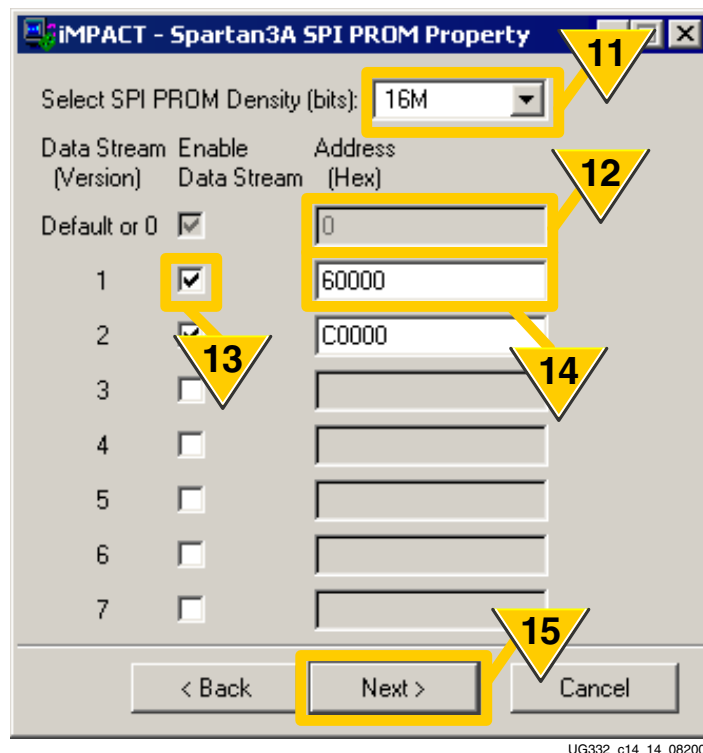 iMPACT - Spartan3A SPI PROM Property
11
Select SPI PROM Density (bits): 16M
Data Stream Enable Address
(Version) Data Stream (Hex)
12
Default or 0 0
1 60000
2 C0000
13
14
3
4
5
6
7
15
< Back Next > Cancel